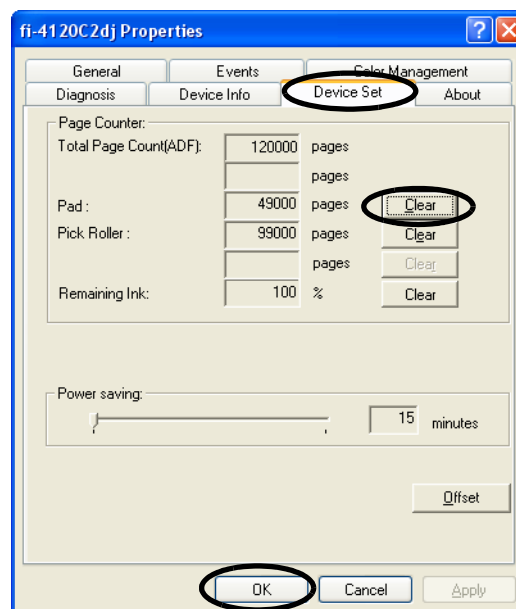 fi-4120C2dj Properties
General Events Color Management
Diagnosis Device Info Device Set About
Page Counter:
Total Page Count(ADF): 120000 pages
pages
Pad : 49000 pages Clear
Pick Roller : 99000 pages Clear
pages Clear
Remaining Ink: 100 % Clear
Power saving:
15 minutes
Offset
OK Cancel Apply